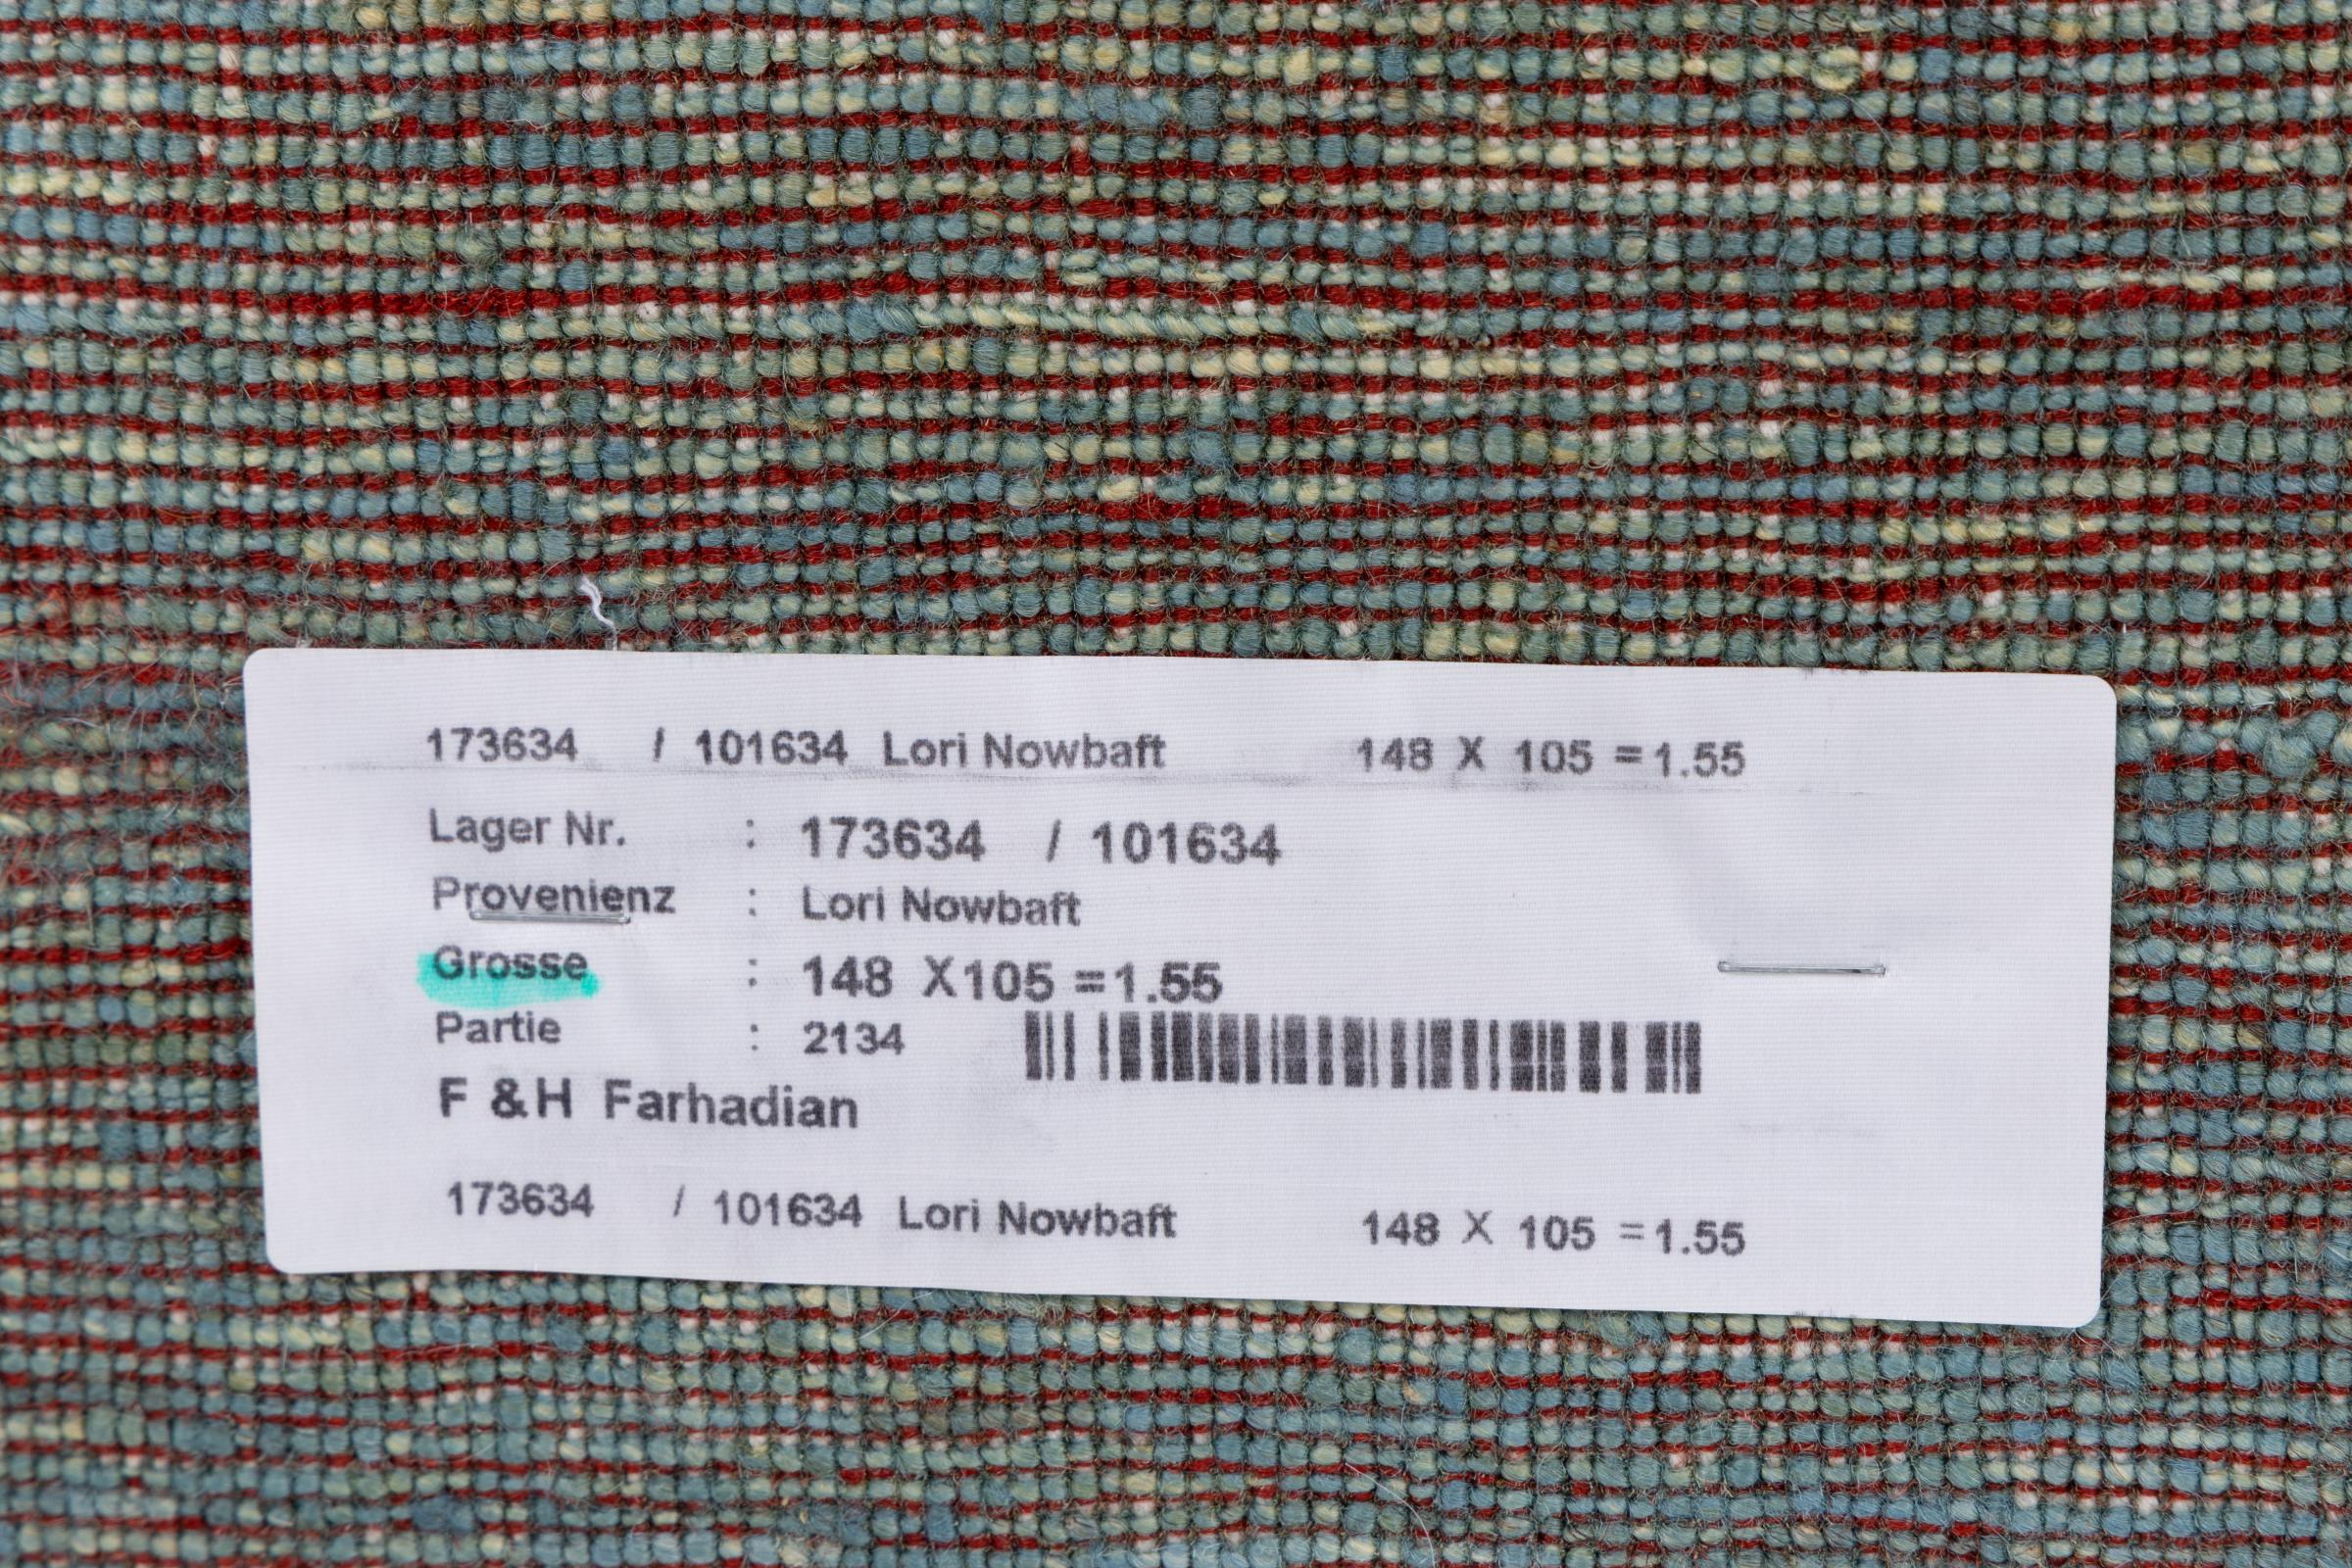 173634 / 101634 Lori Nowbaft 148 X 105 =1.55
Lager Nr. : 173634 / 101634
Provenienz : Lori Nowbaft
Grosse : 148 X105 =1.55
Partie : 2134
F &H Farhadian
173634 / 101634 Lori Nowbaft 148 X 105 =1.55